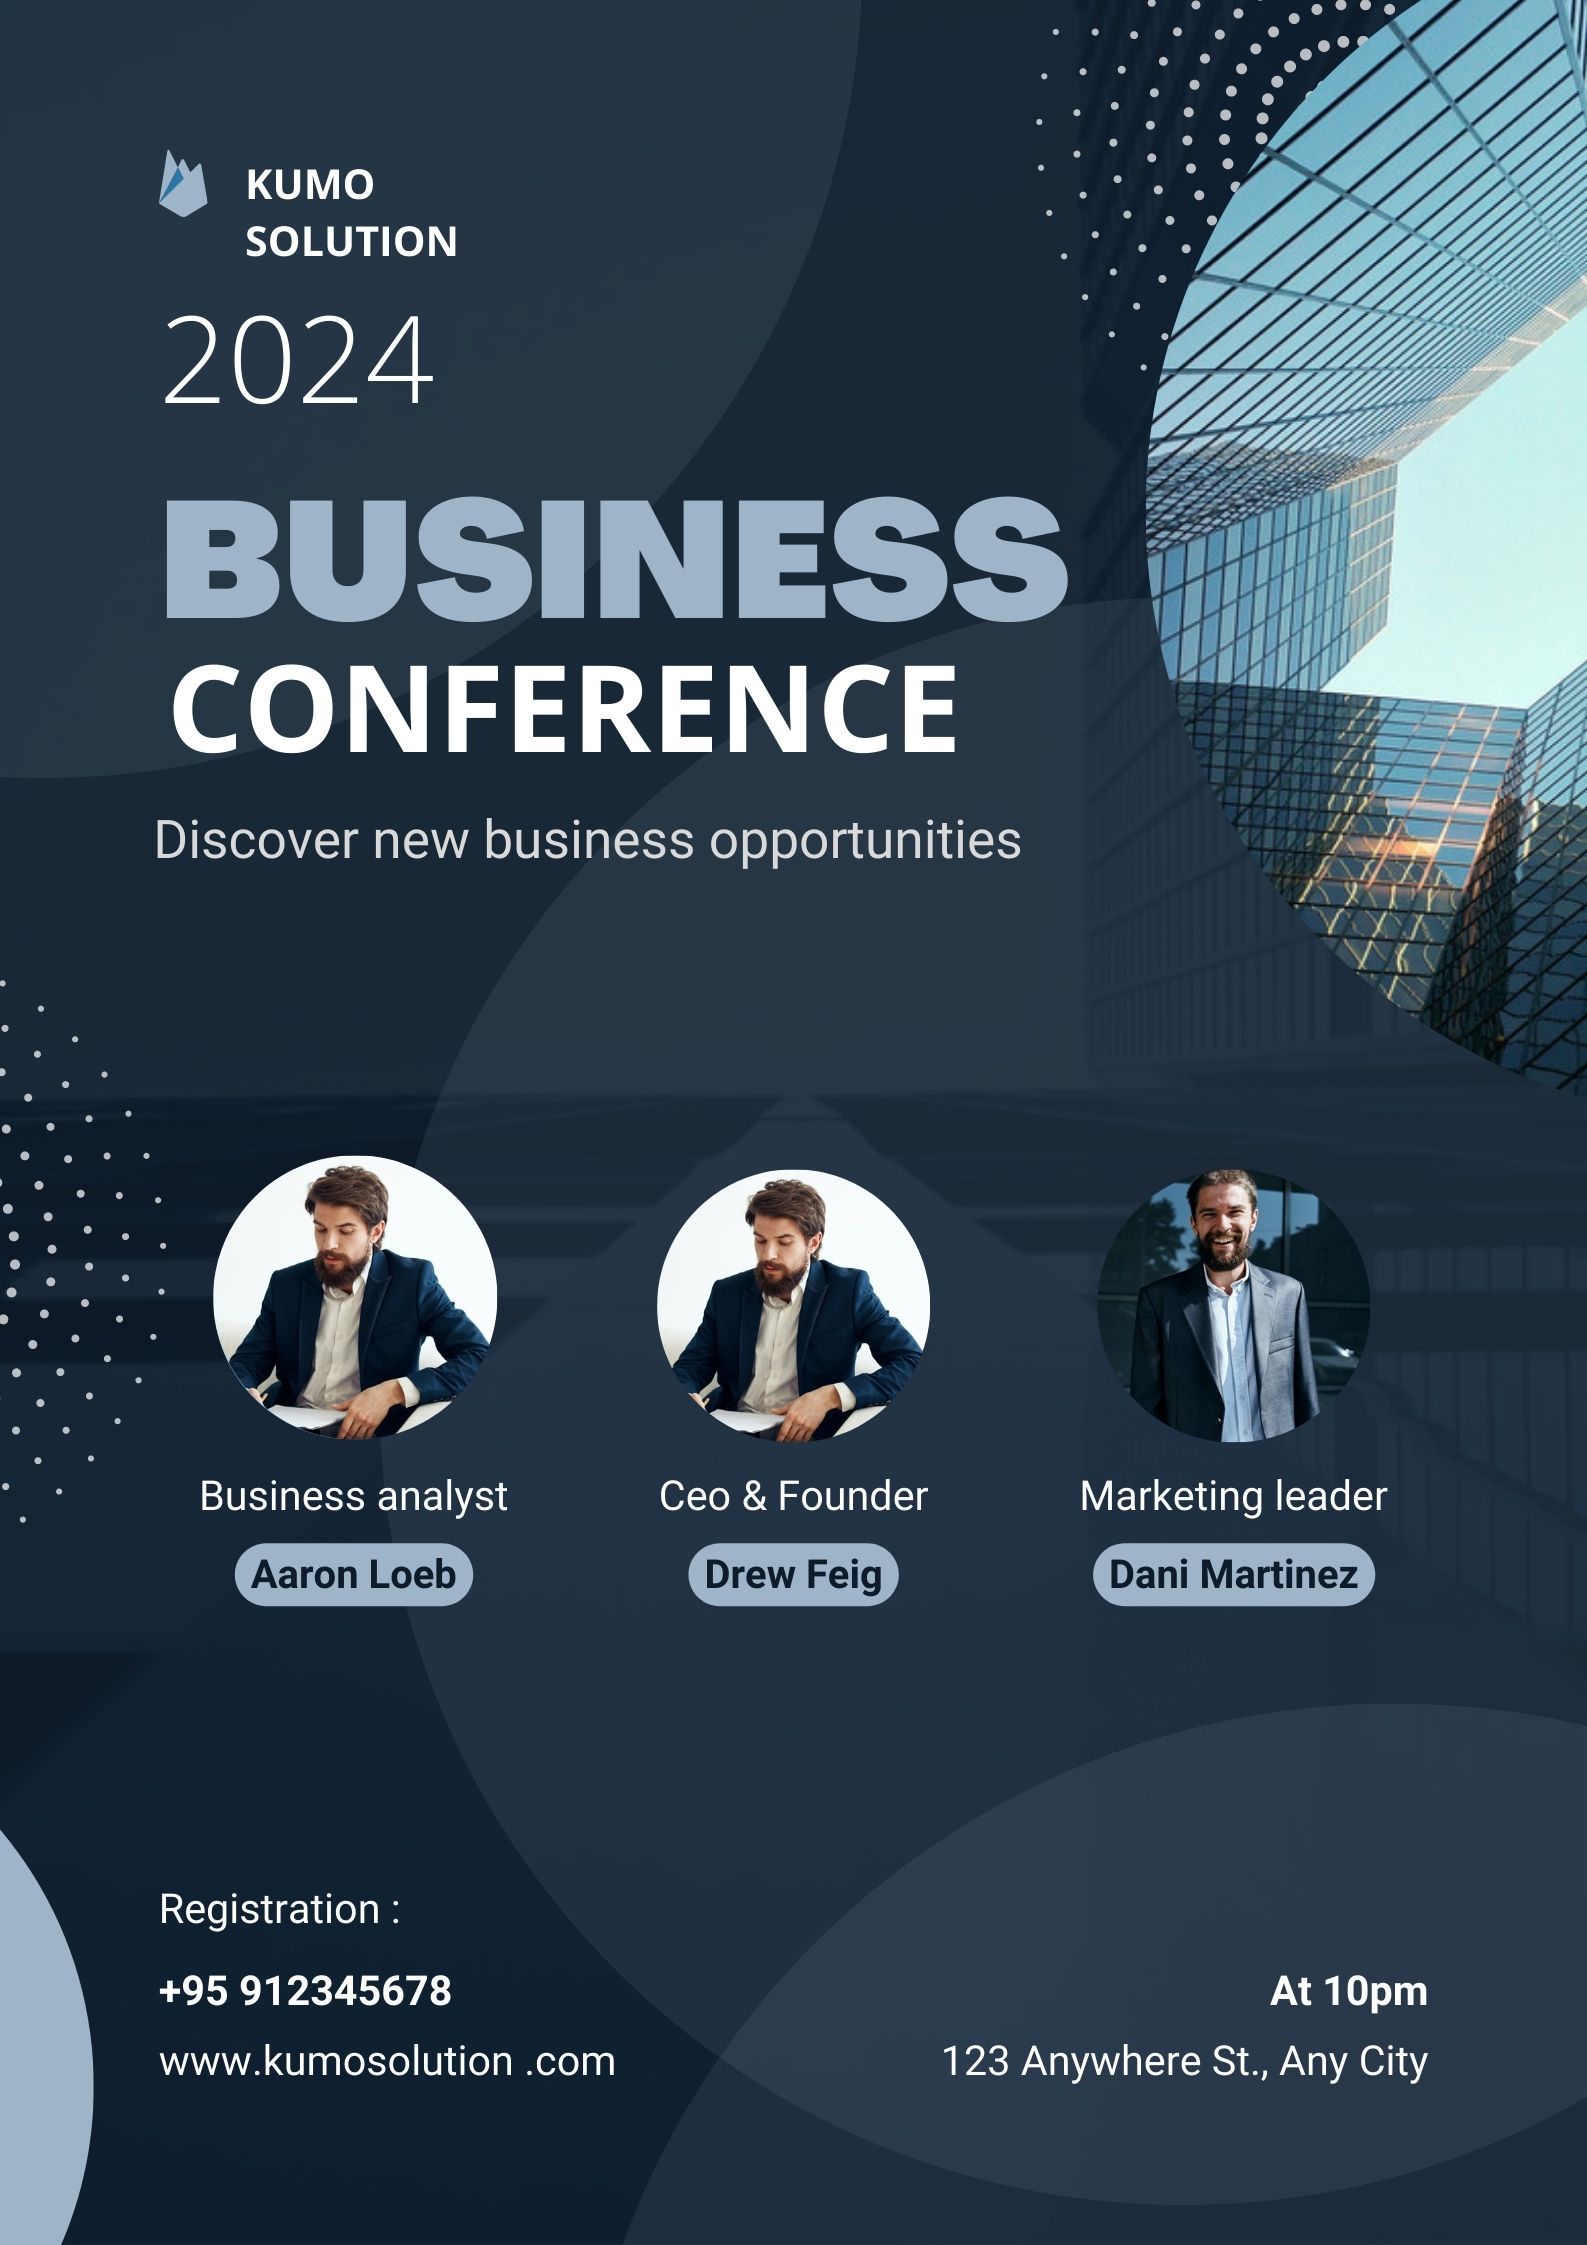 KUMO
SOLUTION
2024
BUSINESS
CONFERENCE
Discover new business opportunities
Business analyst
Aaron Loeb
Ceo & Founder
Drew Feig
Marketing leader
Dani Martinez
Registration :
+95 912345678
www.kumosolution .com
At 10pm
123 Anywhere St., Any City